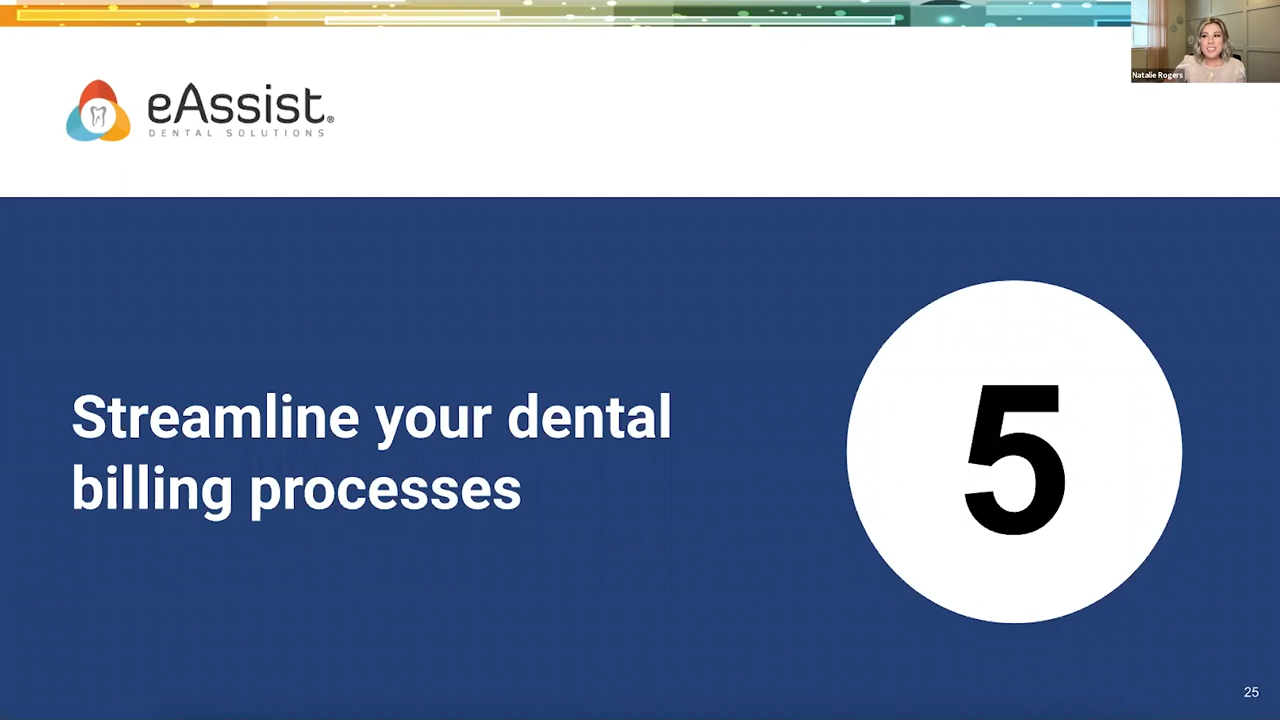 Natalie Rogers
eAssist®
DENTAL SOLUTIONS
Streamline your dental
billing processes
5
25